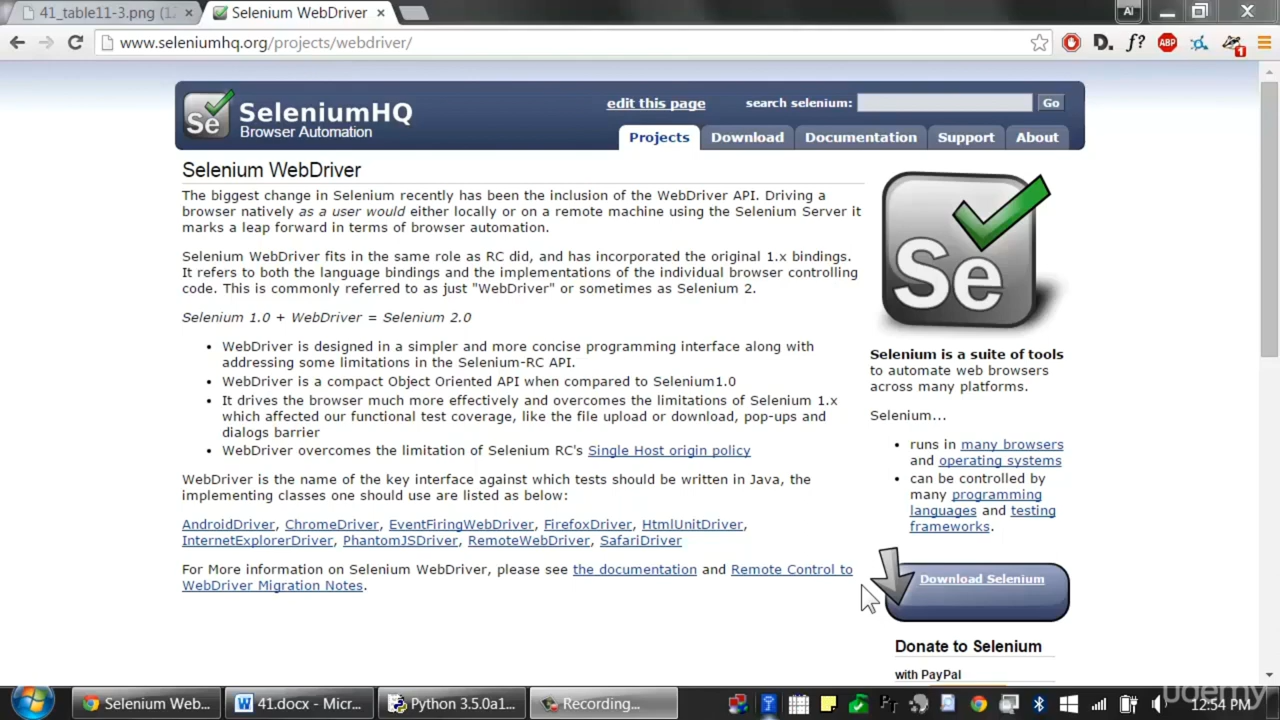 41_table11-3.png (12
Selenium WebDriver
www.seleniumhq.org/projects/webdriver/
D.
f?
ABP
1
Se
SeleniumHQ
Browser Automation
edit this page
search selenium:
Go
Projects
Download
Documentation
Support
About
Selenium WebDriver
The biggest change in Selenium recently has been the inclusion of the WebDriver API. Driving a
browser natively as a user would either locally or on a remote machine using the Selenium Server it
marks a leap forward in terms of browser automation.
Selenium WebDriver fits in the same role as RC did, and has incorporated the original 1.x bindings.
It refers to both the language bindings and the implementations of the individual browser controlling
code. This is commonly referred to as just "WebDriver" or sometimes as Selenium 2.
Selenium 1.0 + WebDriver = Selenium 2.0
• WebDriver is designed in a simpler and more concise programming interface along with
addressing some limitations in the Selenium-RC API.
• WebDriver is a compact Object Oriented API when compared to Selenium1.0
• It drives the browser much more effectively and overcomes the limitations of Selenium 1.x
which affected our functional test coverage, like the file upload or download, pop-ups and
dialogs barrier
• WebDriver overcomes the limitation of Selenium RC's Single Host origin policy
WebDriver is the name of the key interface against which tests should be written in Java, the
implementing classes one should use are listed as below:
AndroidDriver, ChromeDriver, EventFiringWebDriver, FirefoxDriver, HtmlUnitDriver,
InternetExplorerDriver, PhantomJSDriver, RemoteWebDriver, SafariDriver
For More information on Selenium WebDriver, please see the documentation and Remote Control to
WebDriver Migration Notes.
Se
Selenium is a suite of tools
to automate web browsers
across many platforms.
Selenium...
• runs in many browsers
and operating systems
• can be controlled by
many programming
languages and testing
frameworks.
Download Selenium
Donate to Selenium
with PayPal
Selenium Web...
41.docx - Micr...
Python 3.5.0a1...
Recording...
12:54 PM
udemy